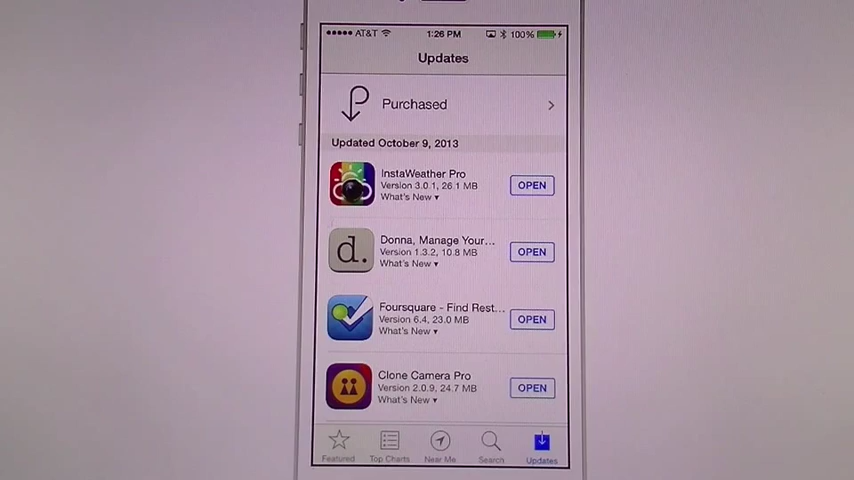 AT&T 1:26 PM 100%
Updates
Purchased
Updated October 9, 2013
InstaWeather Pro
Version 3.0.1, 26.1 MB
What's New ▾
OPEN
d.
Donna, Manage Your...
Version 1.3.2, 10.8 MB
What's New ▾
OPEN
Foursquare - Find Rest...
Version 6.4, 23.0 MB
What's New ▾
OPEN
Clone Camera Pro
Version 2.0.9, 24.7 MB
What's New ▾
OPEN
Featured Top Charts Near Me Search Updates